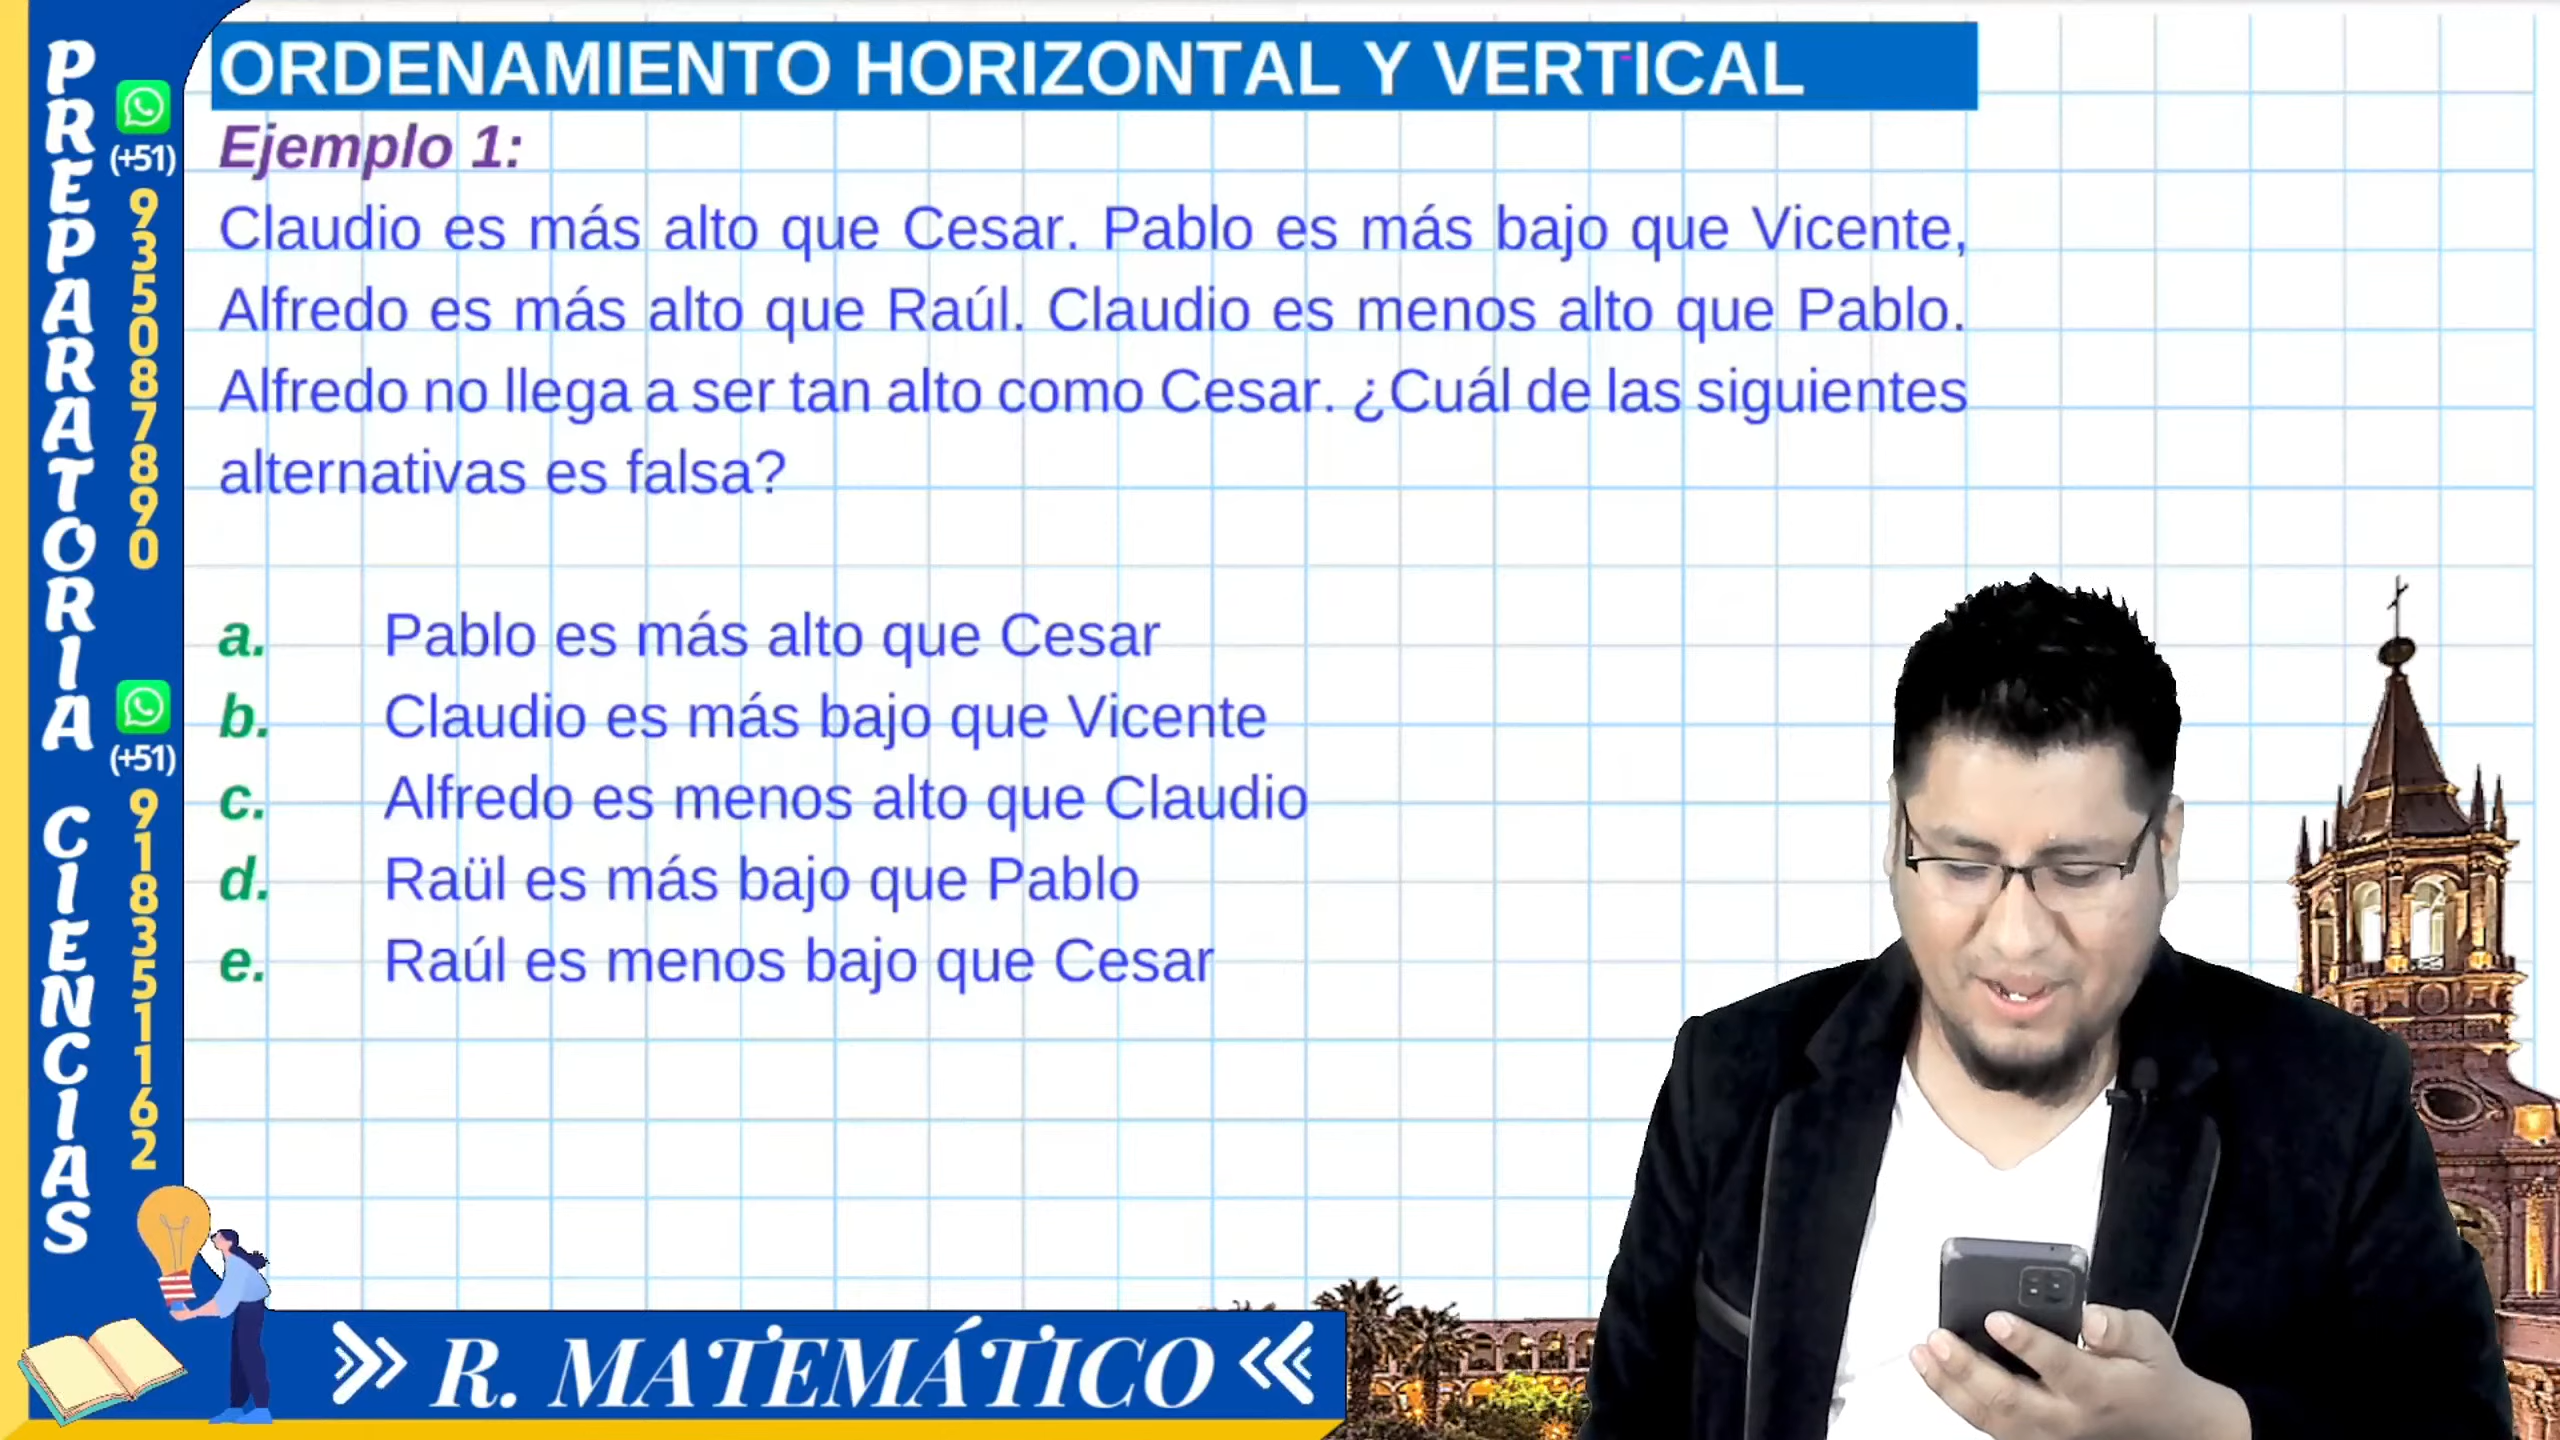 PREPARATORIA CIENCIAS
(+51)
935087890
(+51)
918351162
ORDENAMIENTO HORIZONTAL Y VERTICAL
Ejemplo 1:
Claudio es más alto que Cesar. Pablo es más bajo que Vicente,
Alfredo es más alto que Raúl. Claudio es menos alto que Pablo.
Alfredo no llega a ser tan alto como Cesar. ¿Cuál de las siguientes
alternativas es falsa?
a. Pablo es más alto que Cesar
b. Claudio es más bajo que Vicente
c. Alfredo es menos alto que Claudio
d. Raül es más bajo que Pablo
e. Raúl es menos bajo que Cesar
R. MATEMÁTICO